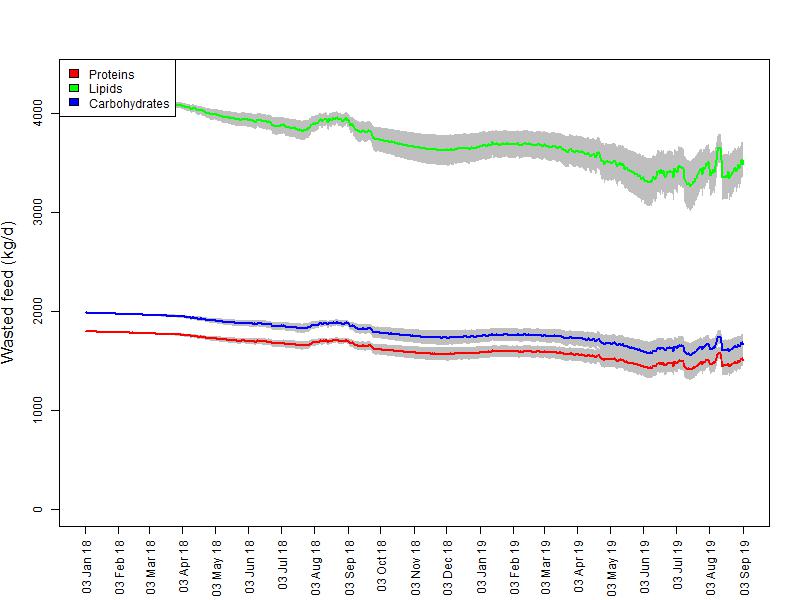 Proteins
Lipids
Carbohydrates
Wasted feed (kg/d)
4000
3000
2000
1000
0
03 Jan 18
03 Feb 18
03 Mar 18
03 Apr 18
03 May 18
03 Jun 18
03 Jul 18
03 Aug 18
03 Sep 18
03 Oct 18
03 Nov 18
03 Dec 18
03 Jan 19
03 Feb 19
03 Mar 19
03 Apr 19
03 May 19
03 Jun 19
03 Jul 19
03 Aug 19
03 Sep 19